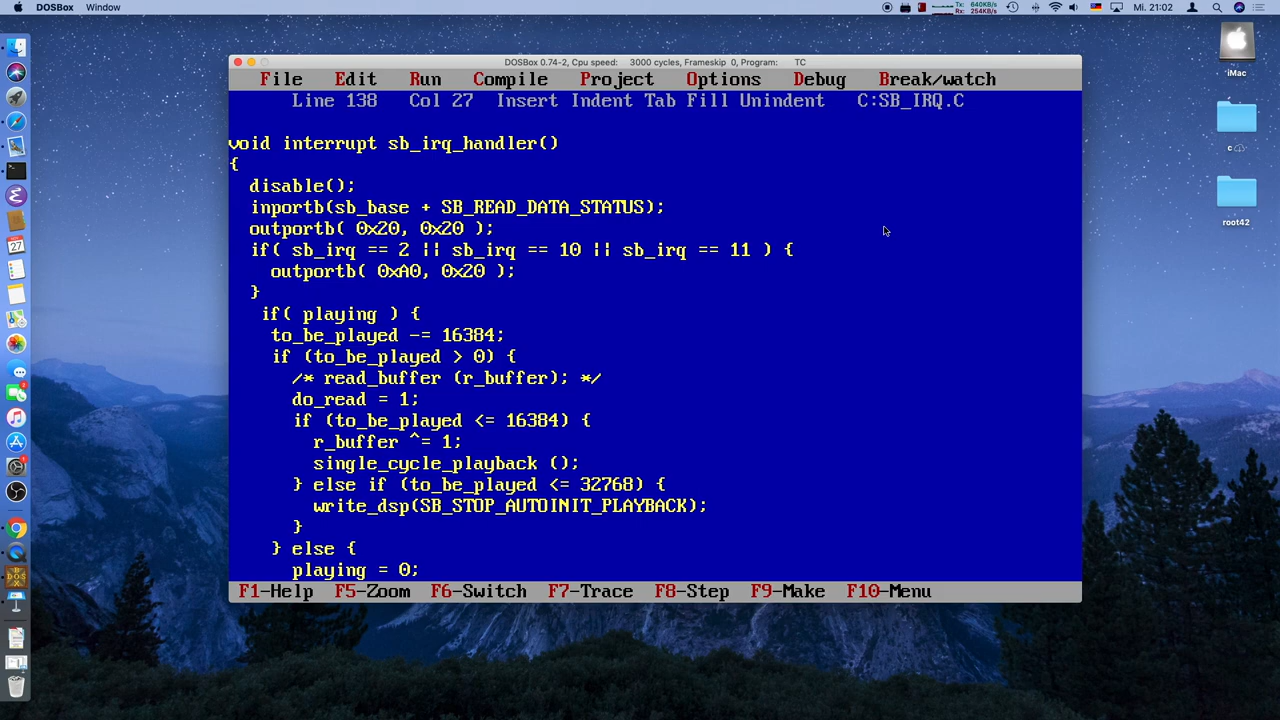 DOSBox Window
Tx: 640KB/s
Rx: 254KB/s
Mi. 21:02
DOSBox 0.74-2, Cpu speed: 3000 cycles, Frameskip 0, Program: TC
File Edit Run Compile Project Options Debug Break/watch
Line 138 Col 27 Insert Indent Tab Fill Unindent C:SB_IRQ.C
void interrupt sb_irq_handler()
{
disable();
inportb(sb_base + SB_READ_DATA_STATUS);
outportb( 0x20, 0x20 );
if( sb_irq == 2 || sb_irq == 10 || sb_irq == 11 ) {
outportb( 0xA0, 0x20 );
}
if( playing ) {
to_be_played -= 16384;
if (to_be_played > 0) {
/* read_buffer (r_buffer); */
do_read = 1;
if (to_be_played <= 16384) {
r_buffer ^= 1;
single_cycle_playback ();
} else if (to_be_played <= 32768) {
write_dsp(SB_STOP_AUTOINIT_PLAYBACK);
}
} else {
playing = 0;
F1-Help F5-Zoom F6-Switch F7-Trace F8-Step F9-Make F10-Menu
iMac
c
root42
27